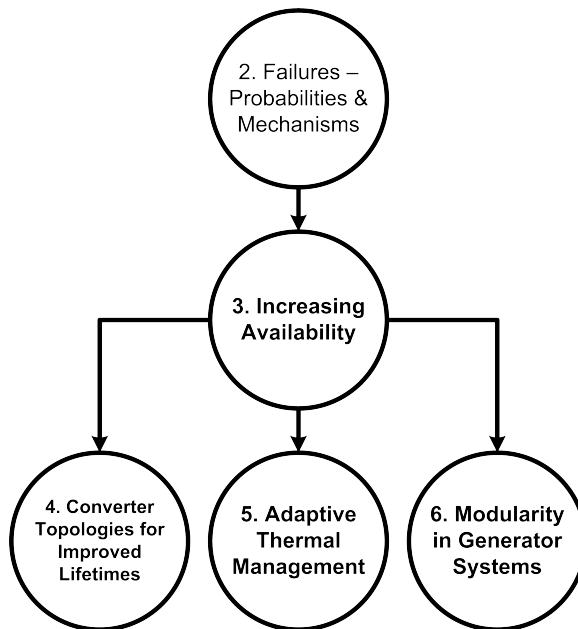 2. Failures –
Probabilities &
Mechanisms
3. Increasing
Availability
4. Converter
Topologies for
Improved
Lifetimes
5. Adaptive
Thermal
Management
6. Modularity
in Generator
Systems